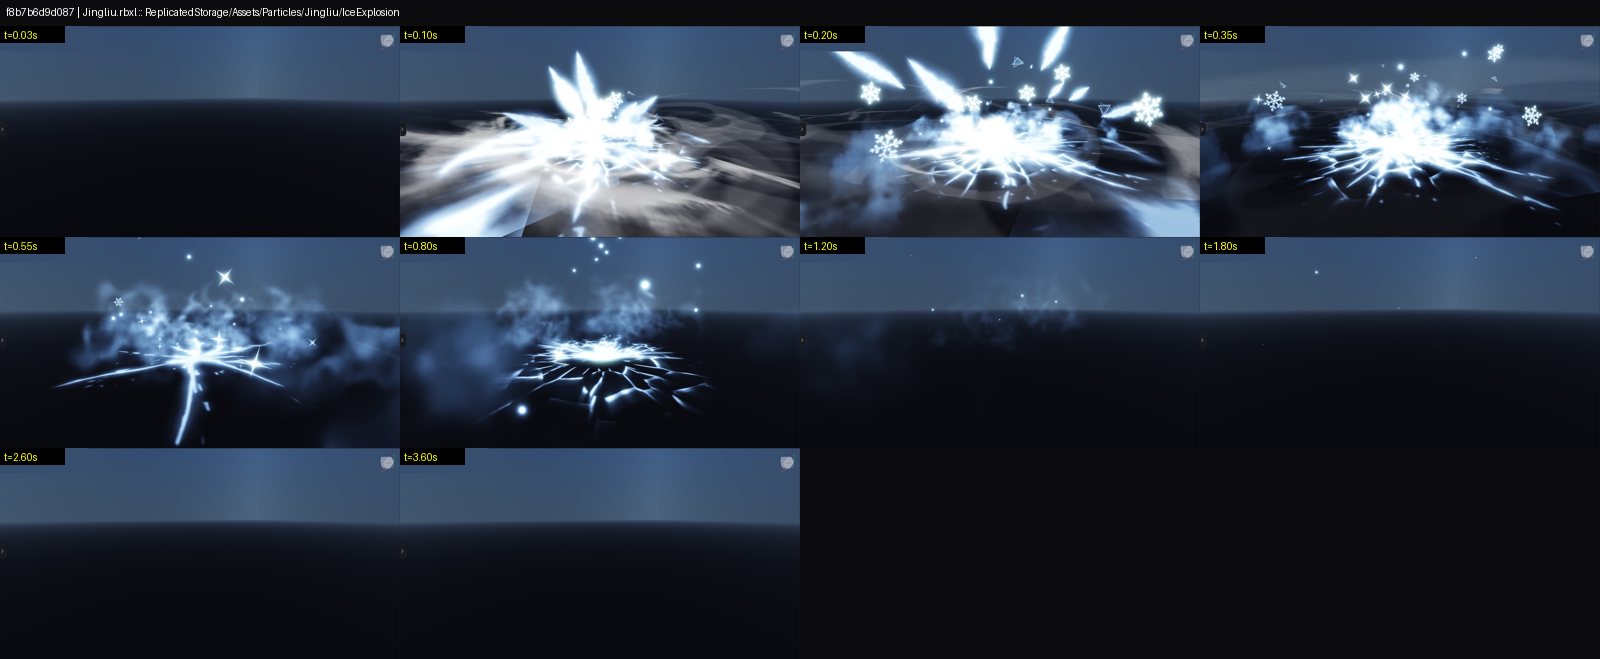 f8b7b6d9d087 | Jingliu.rbxl :: ReplicatedStorage/Assets/Particles/Jingliu/IceExplosion
t=0.03s
t=0.10s
t=0.20s
t=0.35s
t=0.55s
t=0.80s
t=1.20s
t=1.80s
t=2.60s
t=3.60s